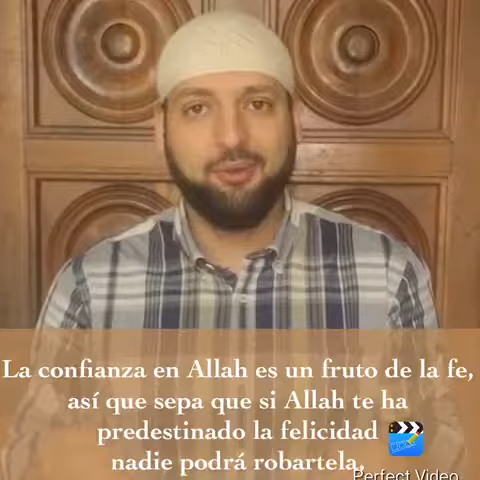 La confianza en Allah es un fruto de la fe,
así que sepa que si Allah te ha
predestinado la felicidad
nadie podrá robartela.
Perfect Video